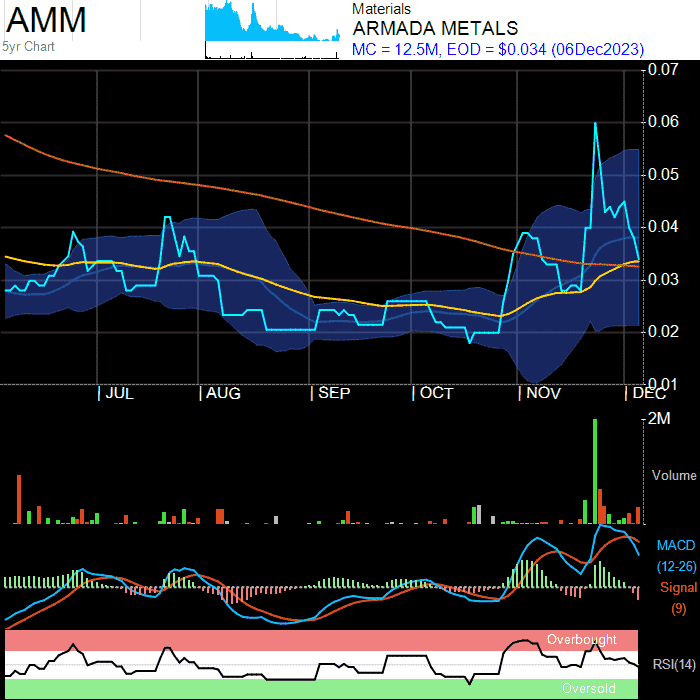 AMM
5yr Chart
Materials
ARMADA METALS
MC = 12.5M, EOD = $0.034 (06Dec2023)
0.07
0.06
0.05
0.04
0.03
0.02
0.01
| JUL | AUG | SEP | OCT | NOV | DEC
2M
Volume
MACD
(12-26)
Signal
(9)
Overbought
RSI(14)
Oversold